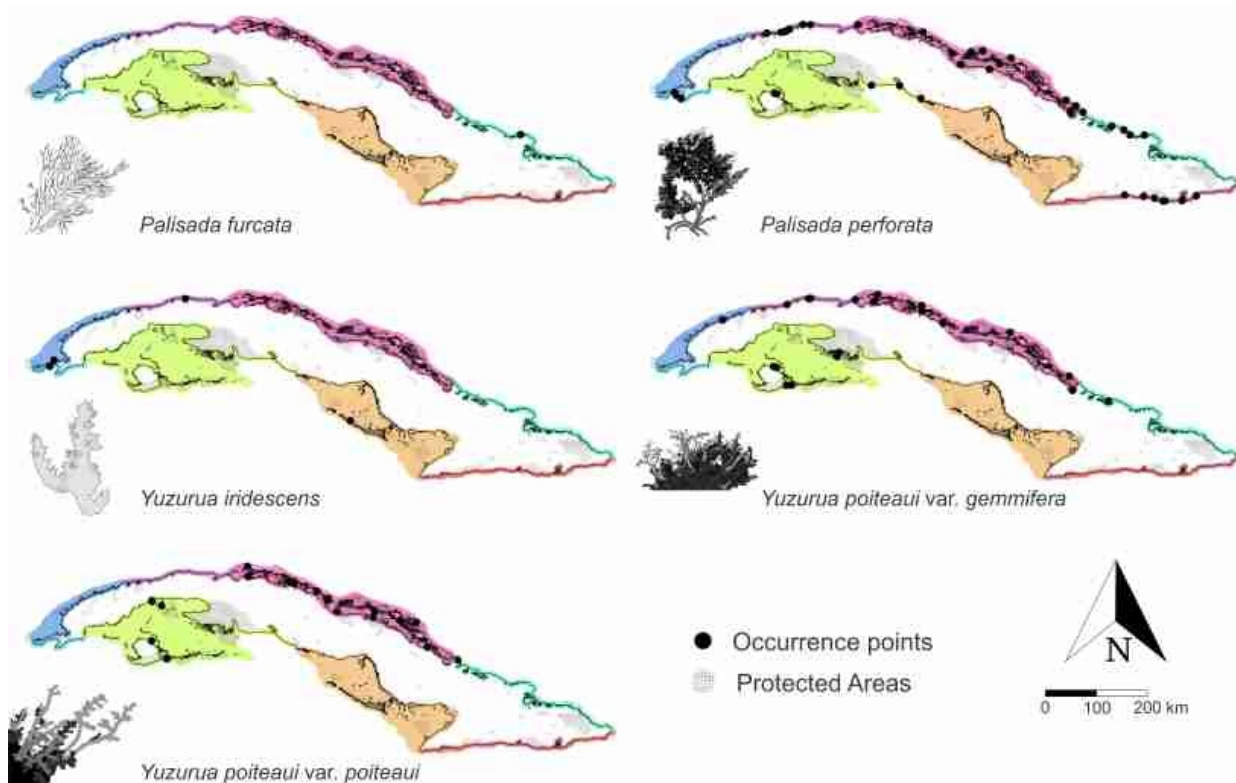 Palisada furcata
Palisada perforata
Yuzurua iridescens
Yuzurua poiteaui var. gemmifera
Yuzurua poiteaui var. poiteaui
Occurrence points
Protected Areas
N
0 100 200 km